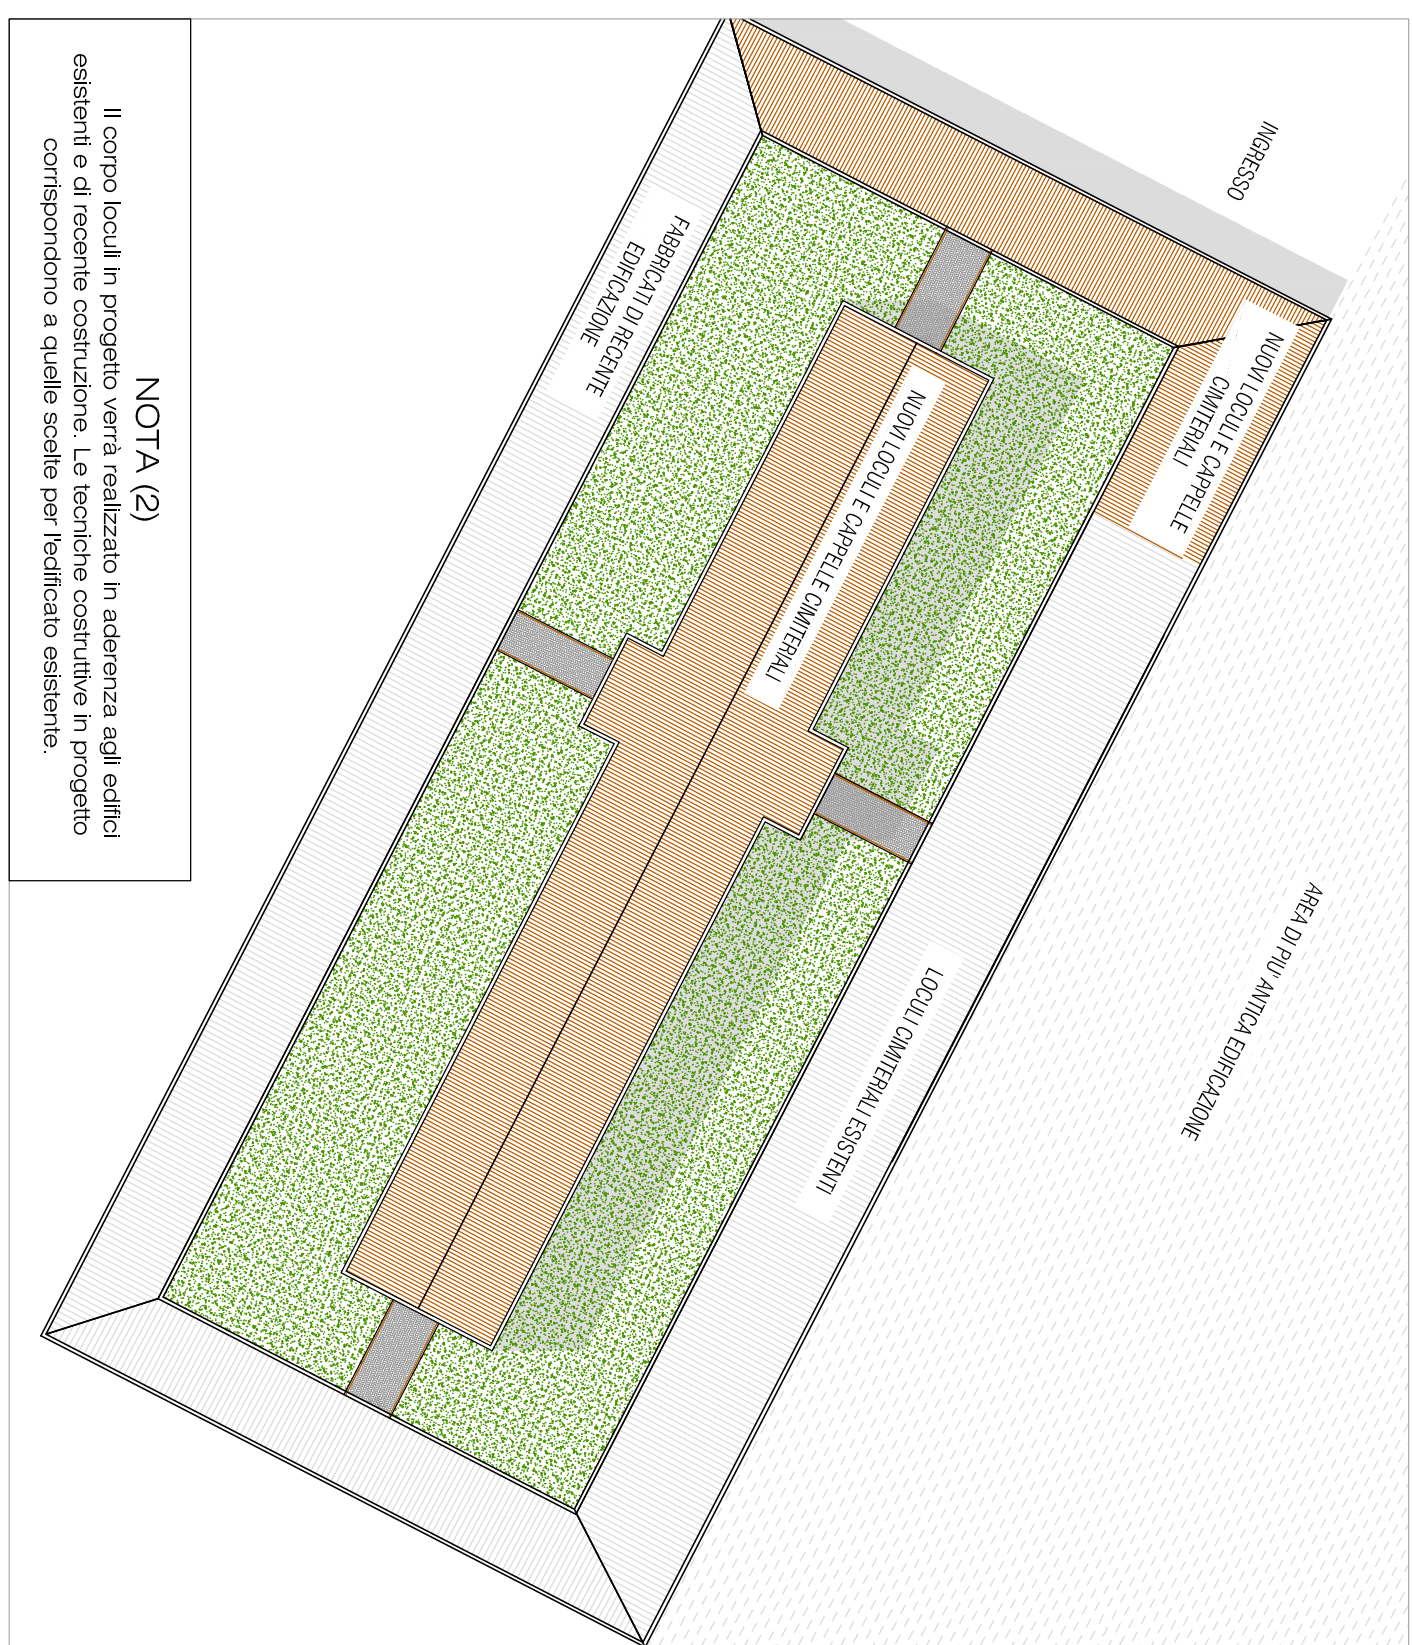 INGRESSO
NUOVI LOCULI E CAPPELLE
CIMITERIALI
FABBRICATI DI RECENTE
EDIFICAZIONE
NUOVI LOCULI E CAPPELLE CIMITERIALI
LOCULI CIMITERIALI ESISTENTI
AREA DI PIU' ANTICA EDIFICAZIONE
NOTA (2)
Il corpo loculi in progetto verrà realizzato in aderenza agli edifici
esistenti e di recente costruzione. Le tecniche costruttive in progetto
corrispondono a quelle scelte per l'edificato esistente.